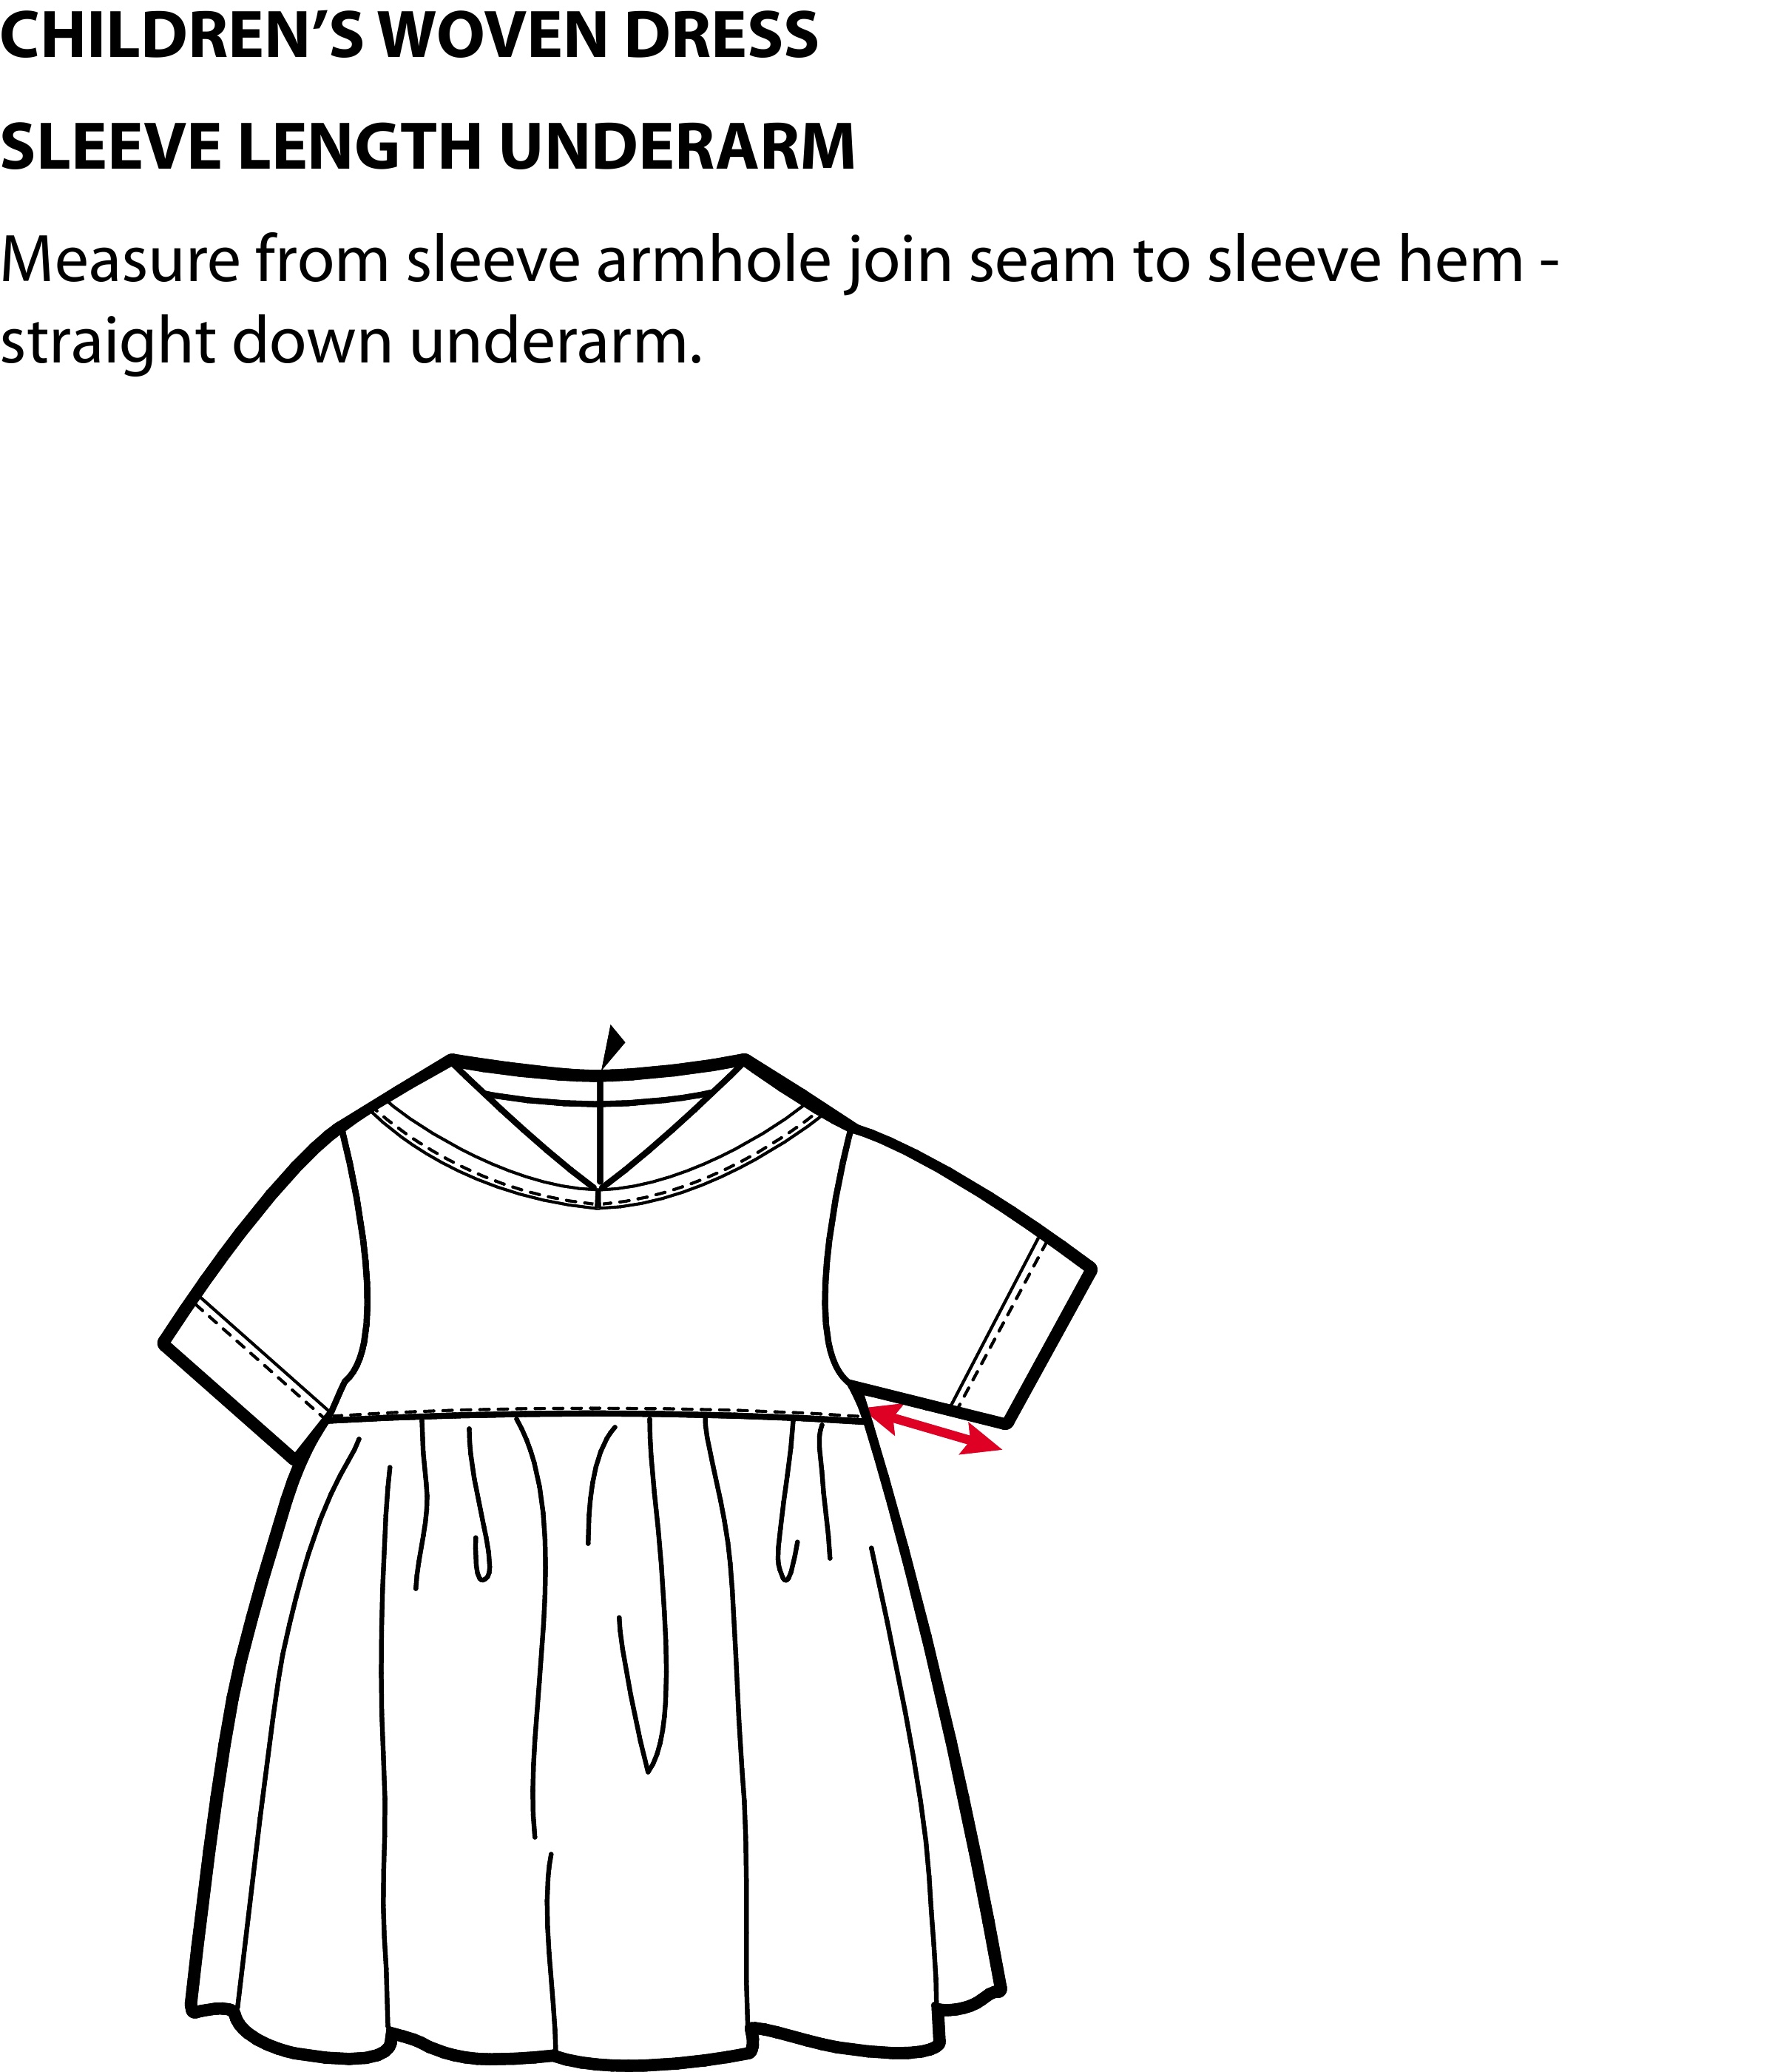 CHILDREN’S WOVEN DRESS
SLEEVE LENGTH UNDERARM
Measure from sleeve armhole join seam to sleeve hem -
straight down underarm.